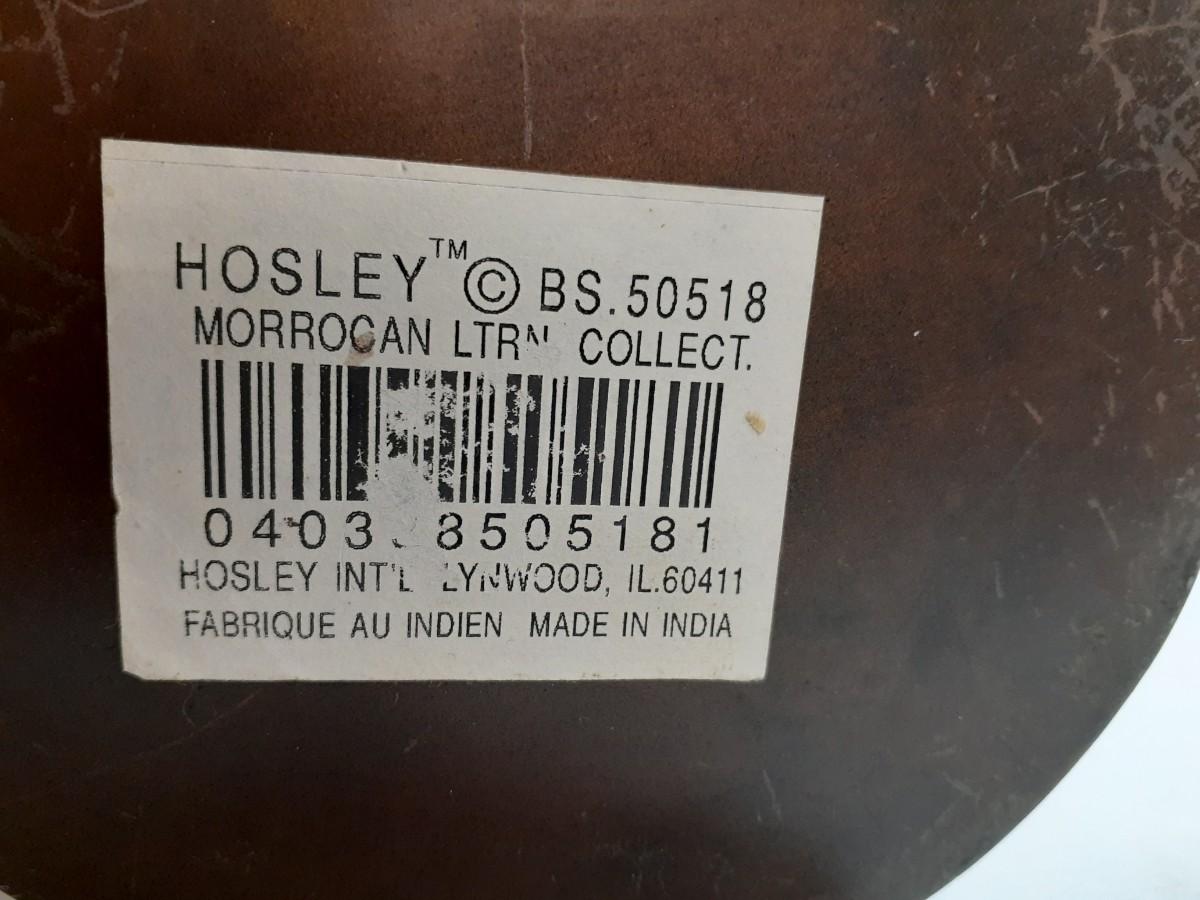 HOSLEY™ © BS.50518
MORROCAN LTRN COLLECT.
HOSLEY INT'L LYNWOOD, IL.60411
FABRIQUE AU INDIEN MADE IN INDIA